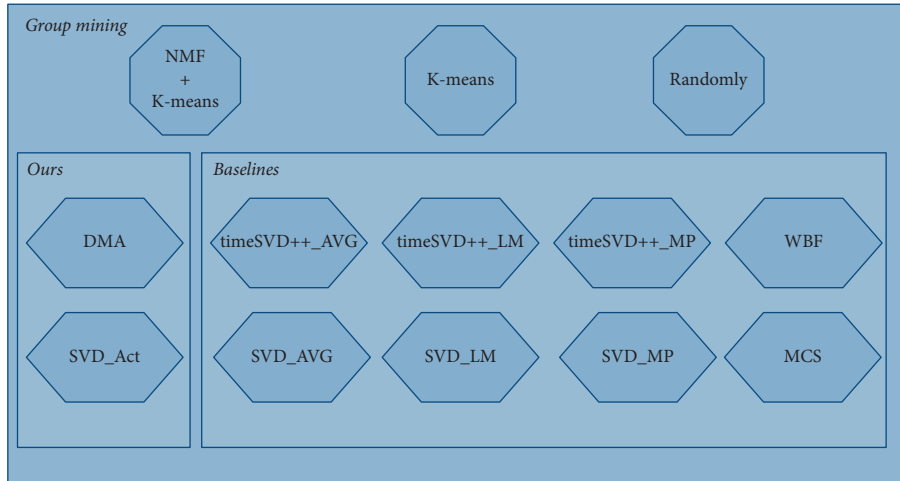 Group mining
NMF
+
K-means
K-means
Randomly
Ours
Baselines
DMA
timeSVD++_AVG
timeSVD++_LM
timeSVD++_MP
WBF
SVD_Act
SVD_AVG
SVD_LM
SVD_MP
MCS